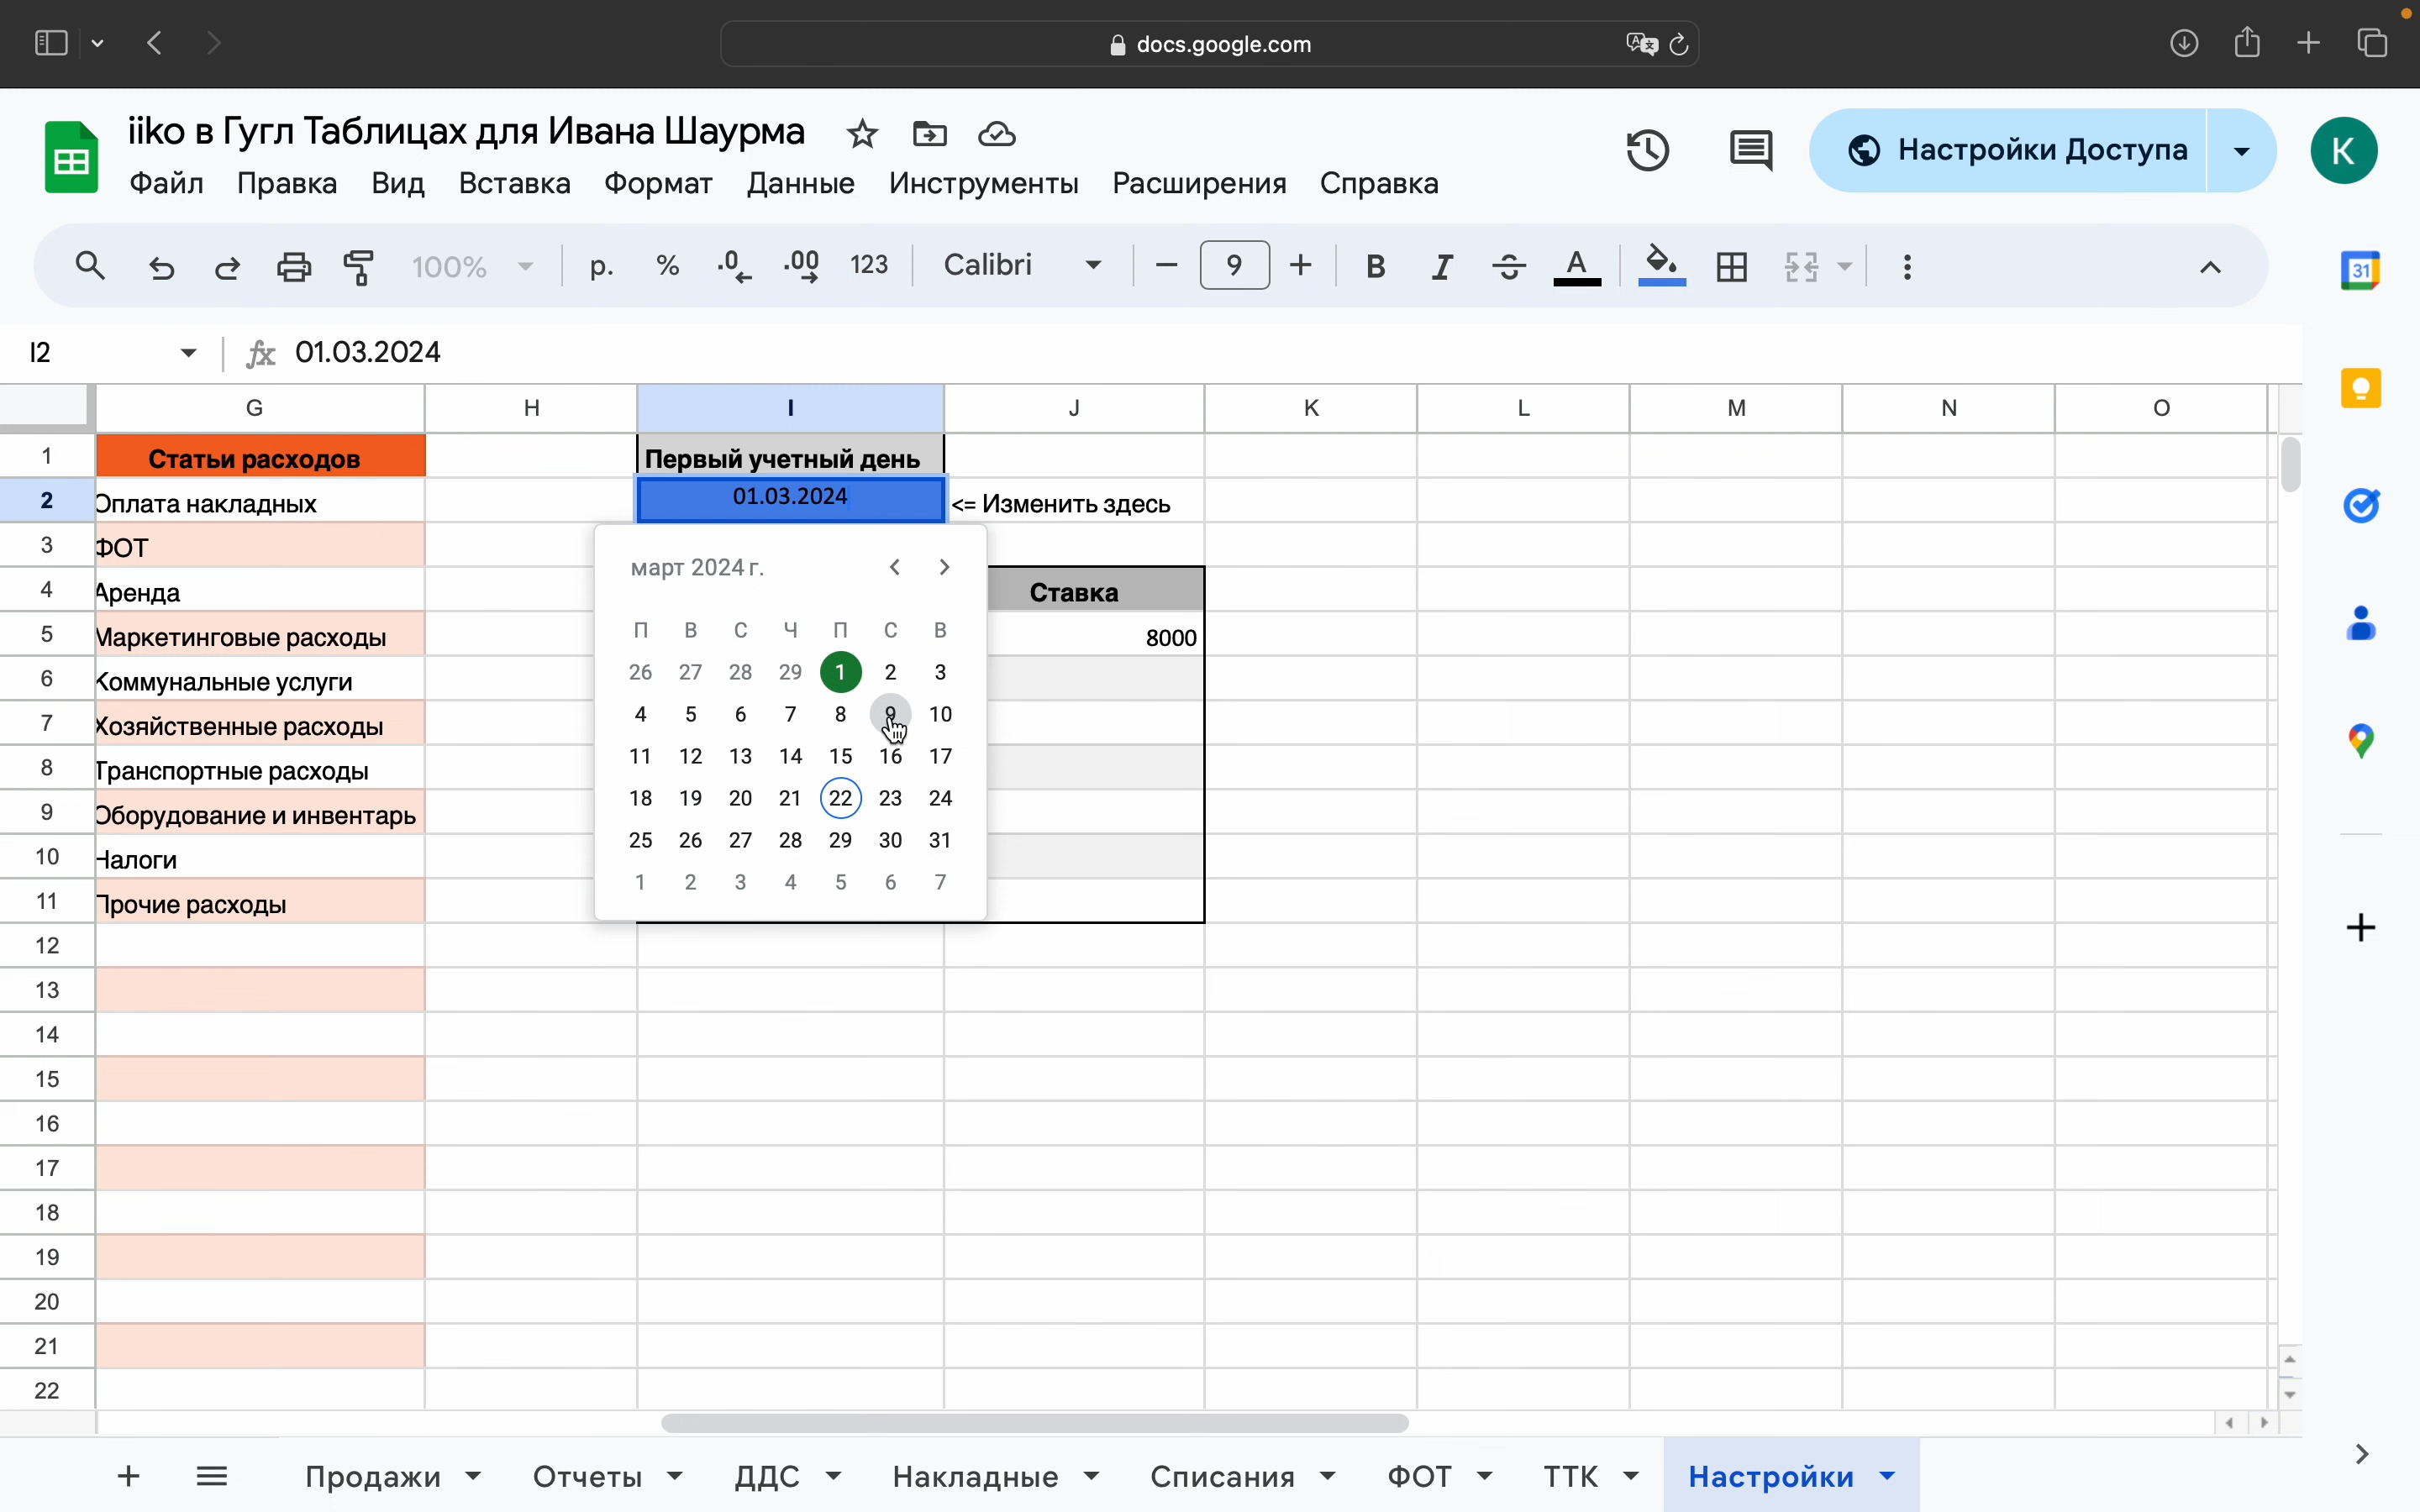 docs.google.com
iiko в Гугл Таблицах для Ивана Шаурма
Файл Правка Вид Вставка Формат Данные Инструменты Расширения Справка
Настройки Доступа
K
100% р. % .0 .00 123 Calibri 9 B I A
31
I2 fx 01.03.2024
G H I J K L M N O
1 Статьи расходов Первый учетный день
2 Оплата накладных 01.03.2024 <= Изменить здесь
3 ФОТ
4 Аренда Ставка
5 Маркетинговые расходы 8000
6 Коммунальные услуги
7 Хозяйственные расходы
8 Транспортные расходы
9 Оборудование и инвентарь
10 Налоги
11 Прочие расходы
12
13
14
15
16
17
18
19
20
21
22
март 2024 г.
П В С Ч П С В
26 27 28 29 1 2 3
4 5 6 7 8 9 10
11 12 13 14 15 16 17
18 19 20 21 22 23 24
25 26 27 28 29 30 31
1 2 3 4 5 6 7
Продажи Отчеты ДДС Накладные Списания ФОТ ТТК Настройки